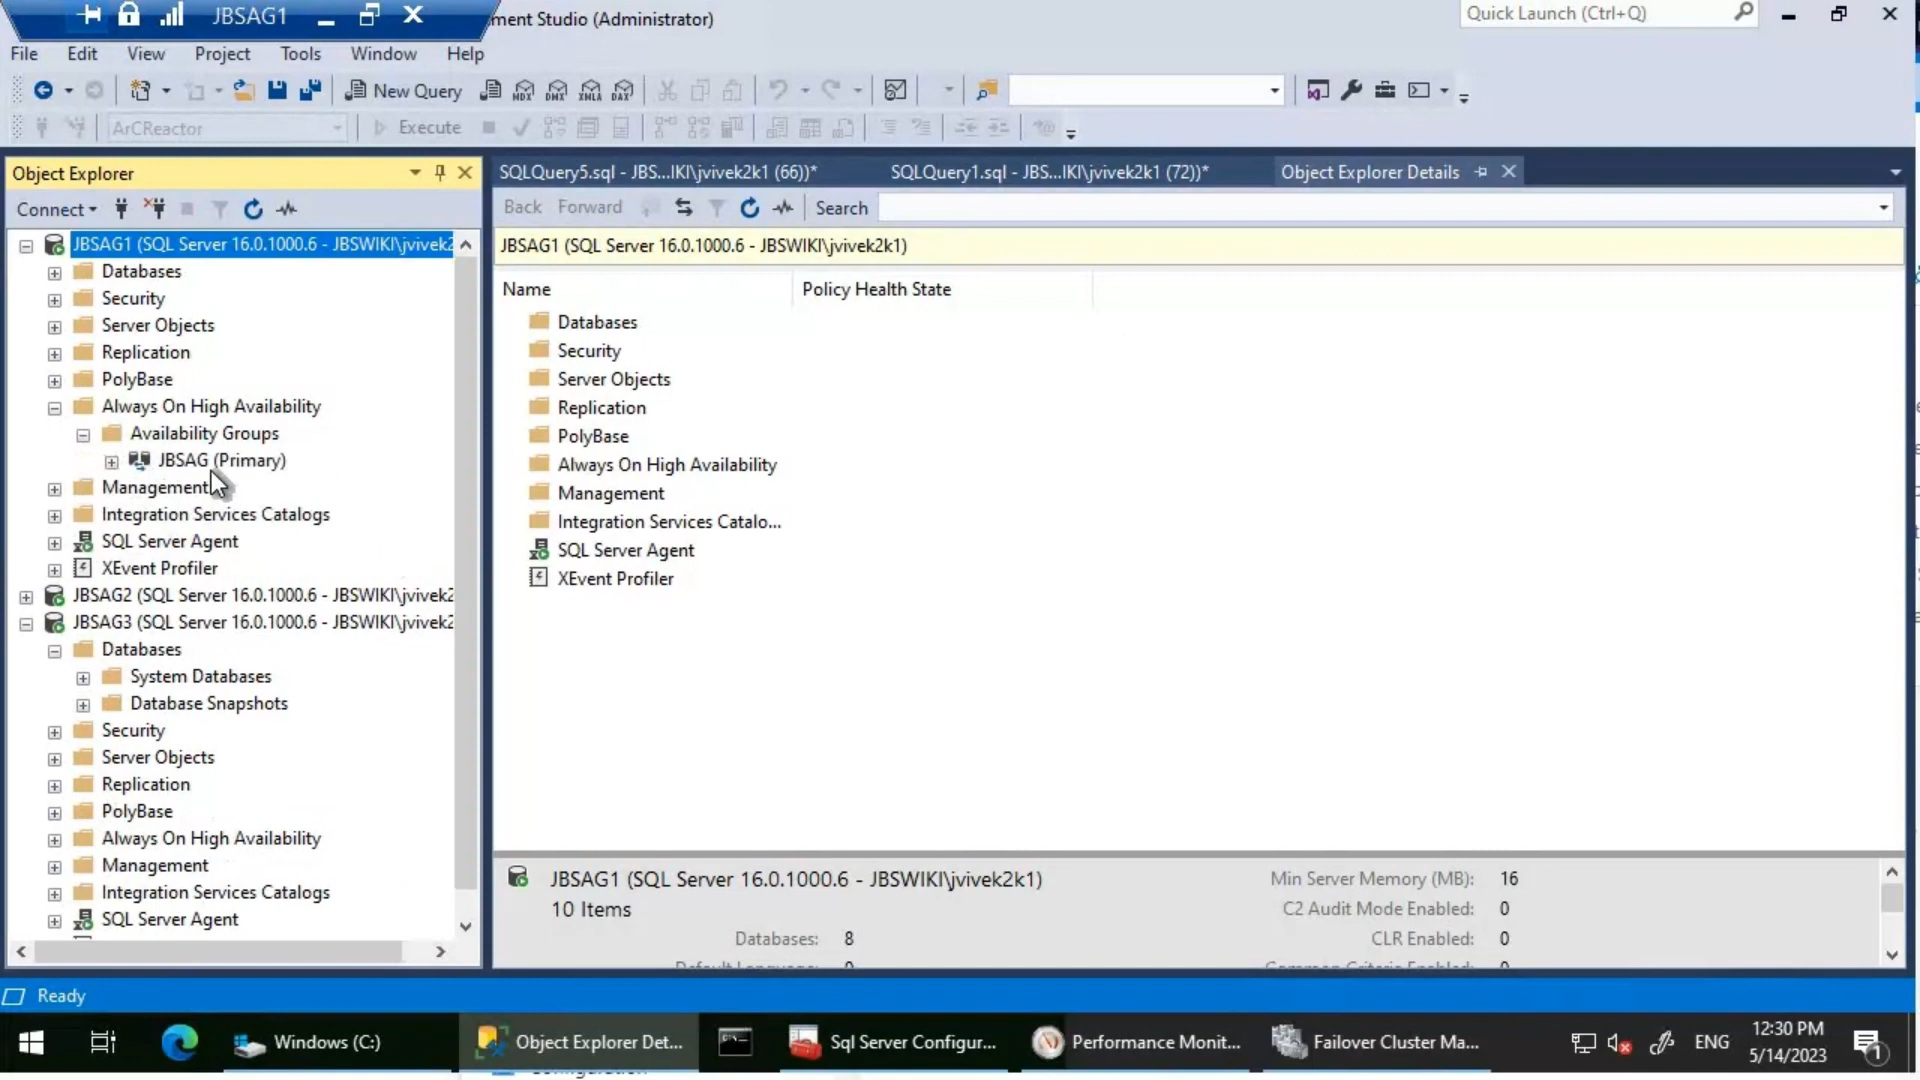 JBSAG1
ment Studio (Administrator)
Quick Launch (Ctrl+Q)
File Edit View Project Tools Window Help
New Query
MDX DMX XMLA DAX
ArCReactor
Execute
Object Explorer
SQLQuery5.sql - JBS...IKI\jvivek2k1 (66))*
SQLQuery1.sql - JBS...IKI\jvivek2k1 (72))*
Object Explorer Details
Connect
Back Forward Search
JBSAG1 (SQL Server 16.0.1000.6 - JBSWIKI\jvivek2
Databases
Security
Server Objects
Replication
PolyBase
Always On High Availability
Availability Groups
JBSAG (Primary)
Management
Integration Services Catalogs
SQL Server Agent
XEvent Profiler
JBSAG2 (SQL Server 16.0.1000.6 - JBSWIKI\jvivek2
JBSAG3 (SQL Server 16.0.1000.6 - JBSWIKI\jvivek2
Databases
System Databases
Database Snapshots
Security
Server Objects
Replication
PolyBase
Always On High Availability
Management
Integration Services Catalogs
SQL Server Agent
JBSAG1 (SQL Server 16.0.1000.6 - JBSWIKI\jvivek2k1)
Name Policy Health State
Databases
Security
Server Objects
Replication
PolyBase
Always On High Availability
Management
Integration Services Catalo...
SQL Server Agent
XEvent Profiler
JBSAG1 (SQL Server 16.0.1000.6 - JBSWIKI\jvivek2k1)
10 Items
Databases: 8
Min Server Memory (MB): 16
C2 Audit Mode Enabled: 0
CLR Enabled: 0
Ready
Windows (C:)
Object Explorer Det...
Sql Server Configur...
Performance Monit...
Failover Cluster Ma...
ENG
12:30 PM
5/14/2023
1